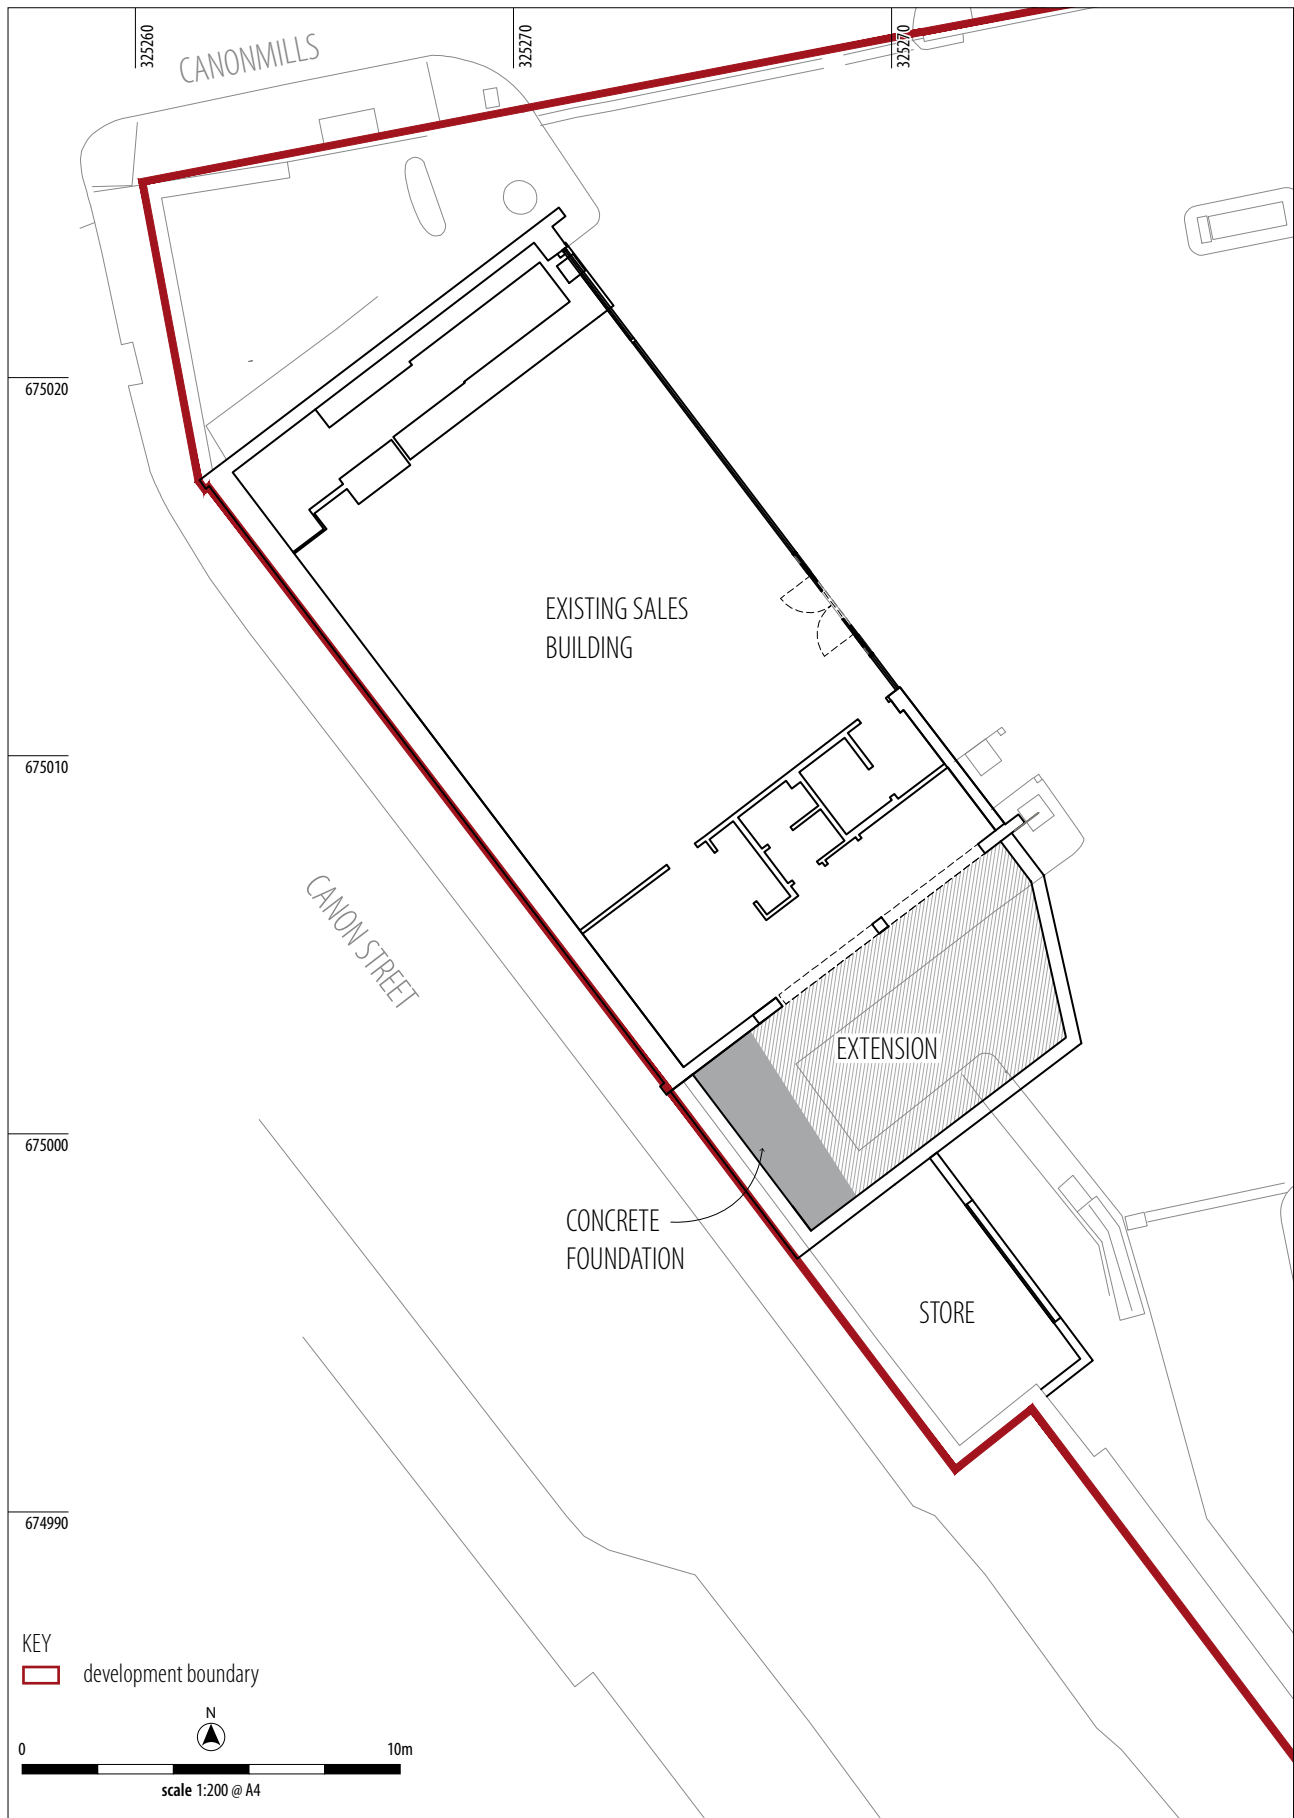 325260
325270
325270
CANONMILLS
675020
EXISTING SALES
BUILDING
675010
CANON STREET
EXTENSION
675000
CONCRETE
FOUNDATION
STORE
674990
KEY
development boundary
N
0
10m
scale 1:200 @ A4